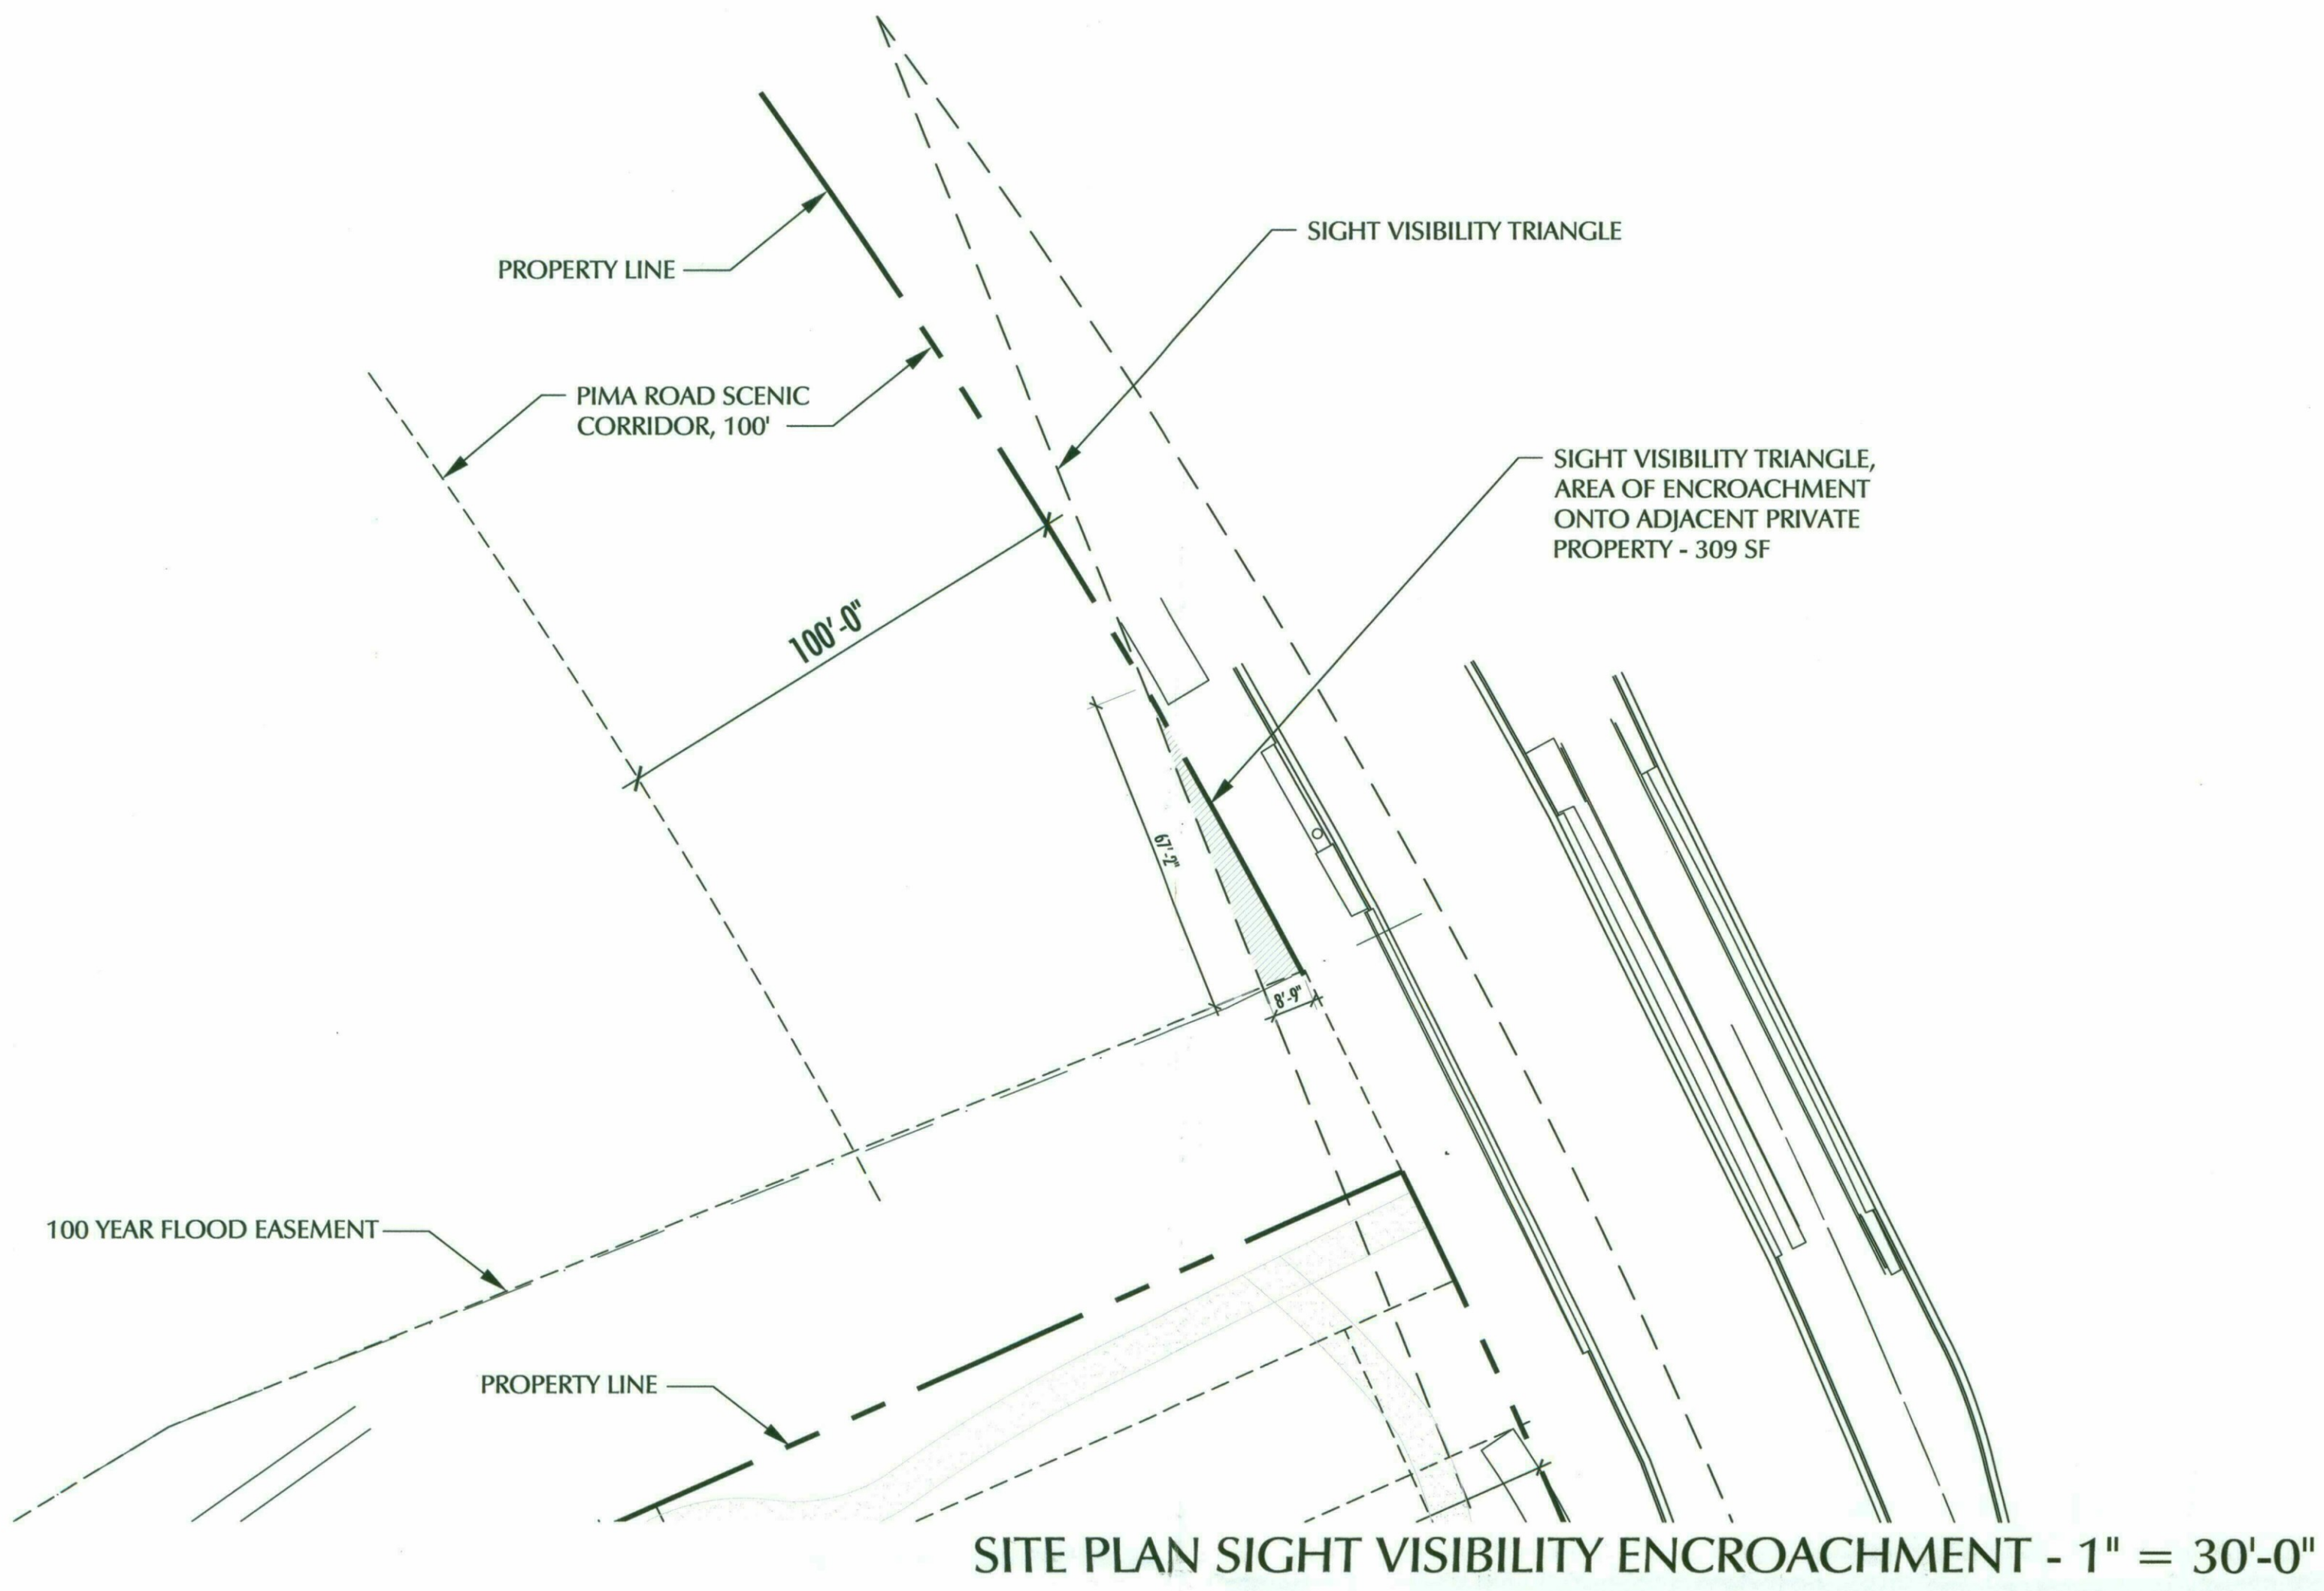 SIGHT VISIBILITY TRIANGLE
PROPERTY LINE
PIMA ROAD SCENIC
CORRIDOR, 100'
SIGHT VISIBILITY TRIANGLE,
AREA OF ENCROACHMENT
ONTO ADJACENT PRIVATE
PROPERTY - 309 SF
100'-0"
67'-2"
8'-9"
100 YEAR FLOOD EASEMENT
PROPERTY LINE
SITE PLAN SIGHT VISIBILITY ENCROACHMENT - 1" = 30'-0"